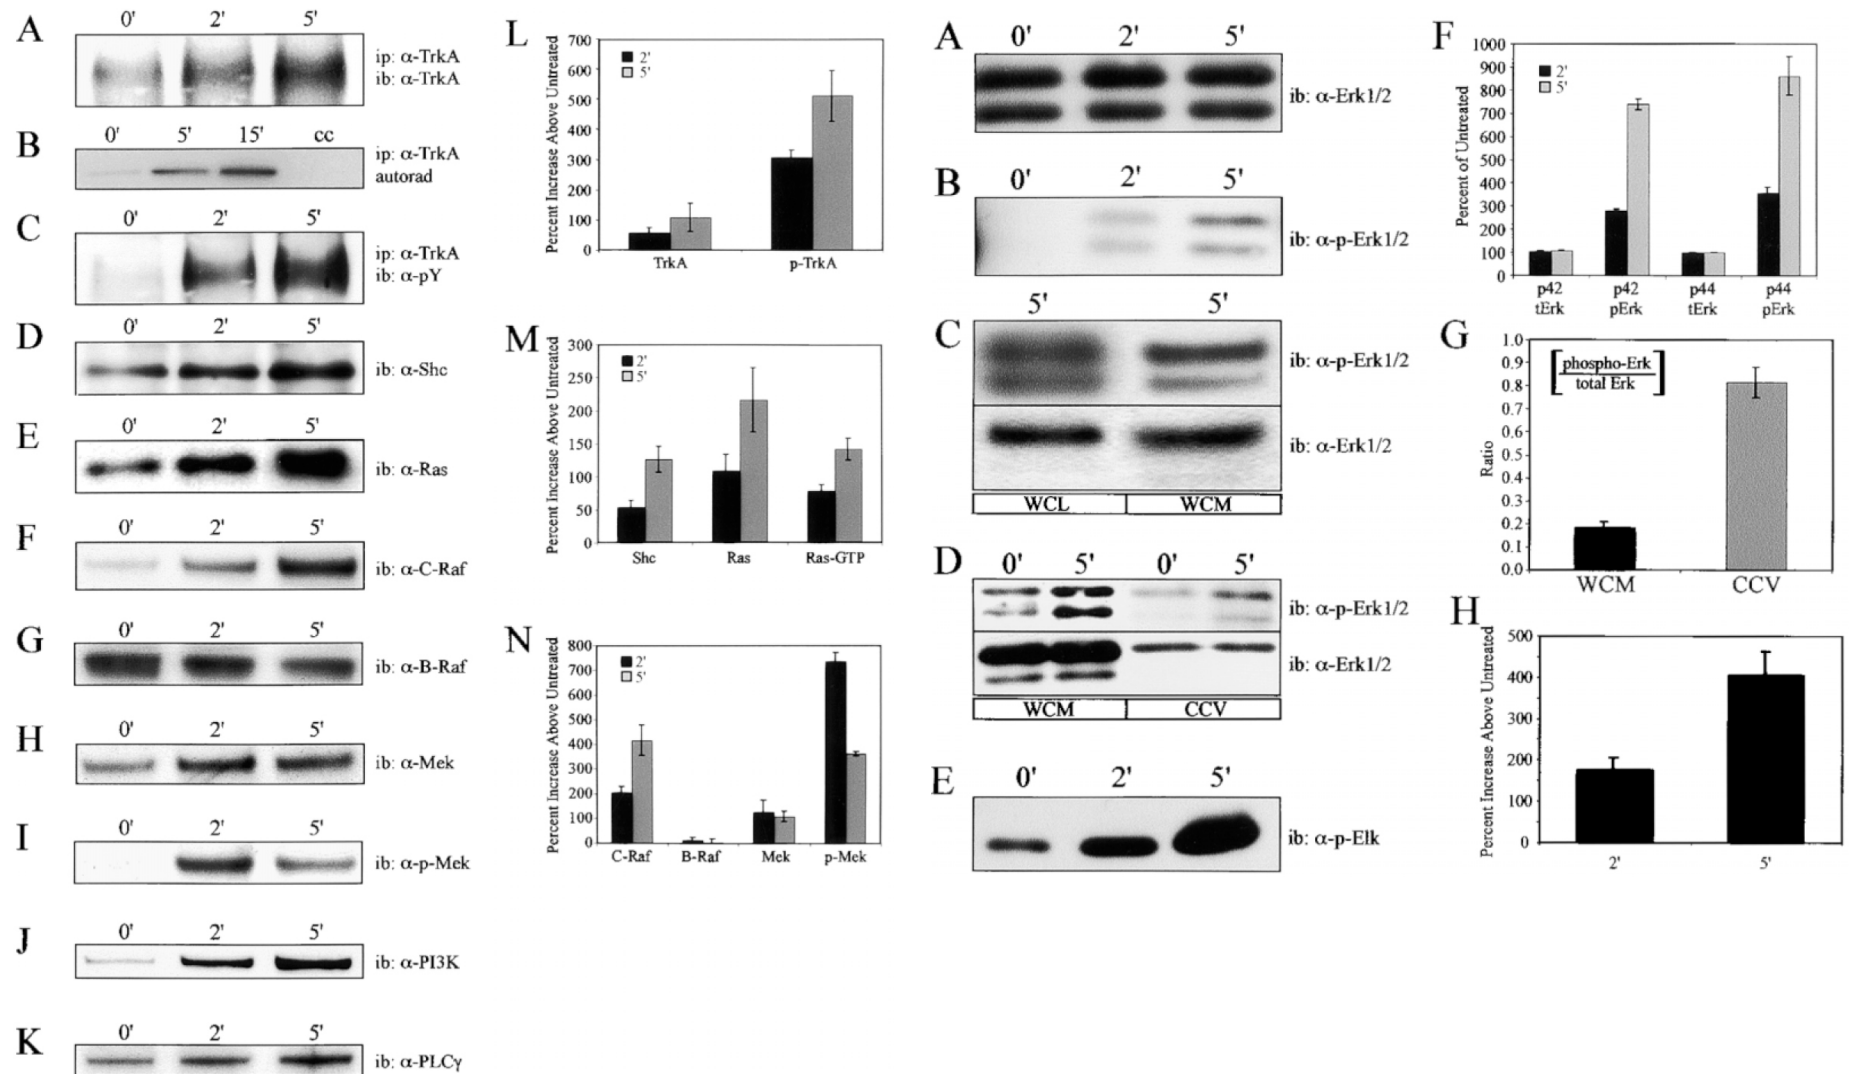 A
0' 2' 5'
ip: α-TrkA
ib: α-TrkA
B
0' 5' 15' cc
ip: α-TrkA
autorad
C
0' 2' 5'
ip: α-TrkA
ib: α-pY
D
0' 2' 5'
ib: α-Shc
E
0' 2' 5'
ib: α-Ras
F
0' 2' 5'
ib: α-C-Raf
G
0' 2' 5'
ib: α-B-Raf
H
0' 2' 5'
ib: α-Mek
I
0' 2' 5'
ib: α-p-Mek
J
0' 2' 5'
ib: α-PI3K
K
0' 2' 5'
ib: α-PLCγ
L
Percent Increase Above Untreated
700
600
500
400
300
200
100
0
2'
5'
TrkA p-TrkA
M
Percent Increase Above Untreated
300
250
200
150
100
50
0
2'
5'
Shc Ras Ras-GTP
N
Percent Increase Above Untreated
800
700
600
500
400
300
200
100
0
2'
5'
C-Raf B-Raf Mek p-Mek
A
0' 2' 5'
ib: α-Erk1/2
B
0' 2' 5'
ib: α-p-Erk1/2
C
5' 5'
ib: α-p-Erk1/2
ib: α-Erk1/2
WCL WCM
D
0' 5' 0' 5'
ib: α-p-Erk1/2
ib: α-Erk1/2
WCM CCV
E
0' 2' 5'
ib: α-p-Elk
F
Percent of Untreated
1000
900
800
700
600
500
400
300
200
100
0
2'
5'
p42 p42 p44 p44
tErk pErk tErk pErk
G
Ratio
1.0
0.9
0.8
0.7
0.6
0.5
0.4
0.3
0.2
0.1
0.0
phospho-Erk
total Erk
WCM CCV
H
Percent Increase Above Untreated
500
400
300
200
100
0
2' 5'